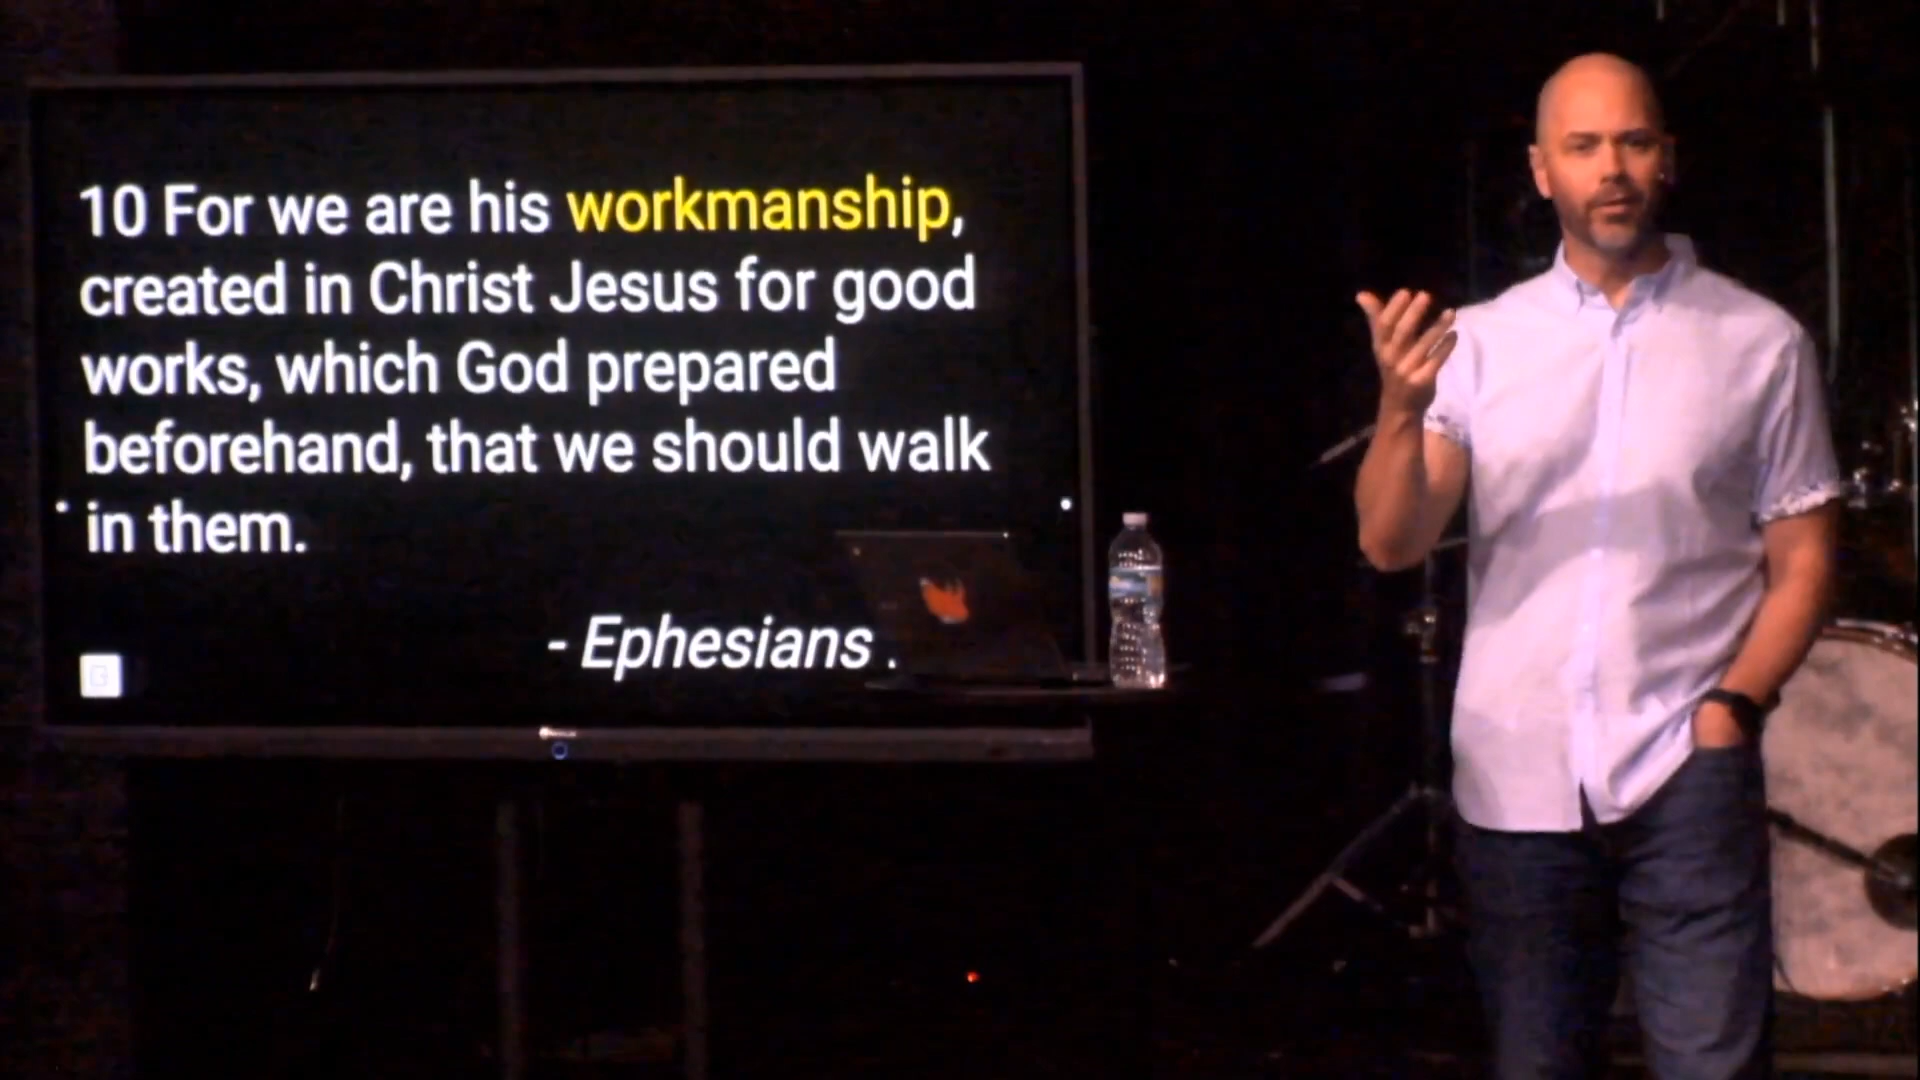 10 For we are his workmanship,
created in Christ Jesus for good
works, which God prepared
beforehand, that we should walk
in them.
- Ephesians